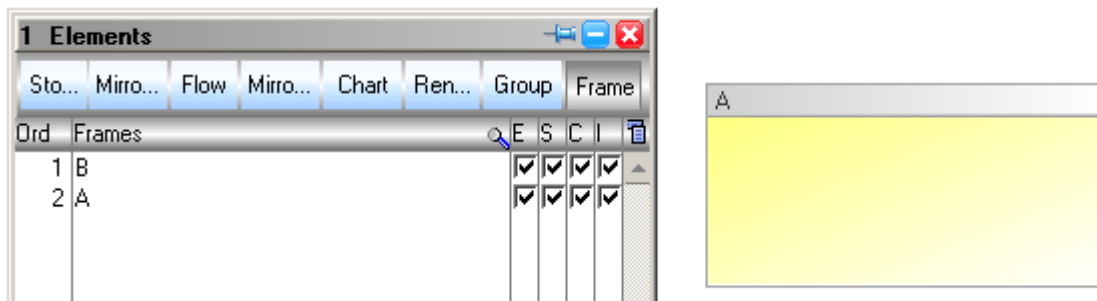 1 Elements
Sto... Mirro... Flow Mirro... Chart Ren... Group Frame
Ord Frames E S C I
1 B
2 A
A